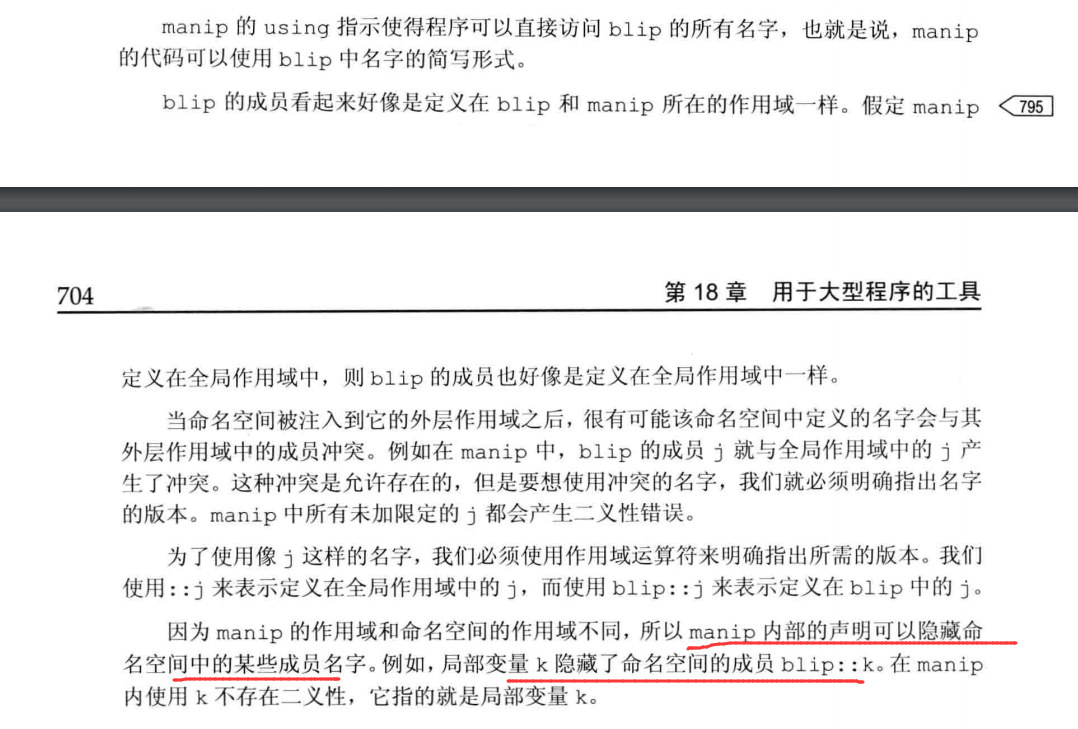 manip 的 using 指示使得程序可以直接访问 blip 的所有名字，也就是说，manip
的代码可以使用 blip 中名字的简写形式。
blip 的成员看起来好像是定义在 blip 和 manip 所在的作用域一样。假定 manip
795
704
第 18 章 用于大型程序的工具
定义在全局作用域中，则 blip 的成员也好像是定义在全局作用域中一样。
当命名空间被注入到它的外层作用域之后，很有可能该命名空间中定义的名字会与其
外层作用域中的成员冲突。例如在 manip 中，blip 的成员 j 就与全局作用域中的 j 产
生了冲突。这种冲突是允许存在的，但是要想使用冲突的名字，我们就必须明确指出名字
的版本。manip 中所有未加限定的 j 都会产生二义性错误。
为了使用像 j 这样的名字，我们必须使用作用域运算符来明确指出所需的版本。我们
使用::j 来表示定义在全局作用域中的 j，而使用 blip::j 来表示定义在 blip 中的 j。
因为 manip 的作用域和命名空间的作用域不同，所以 manip 内部的声明可以隐藏命
名空间中的某些成员名字。例如，局部变量 k 隐藏了命名空间的成员 blip::k。在 manip
内使用 k 不存在二义性，它指的就是局部变量 k。